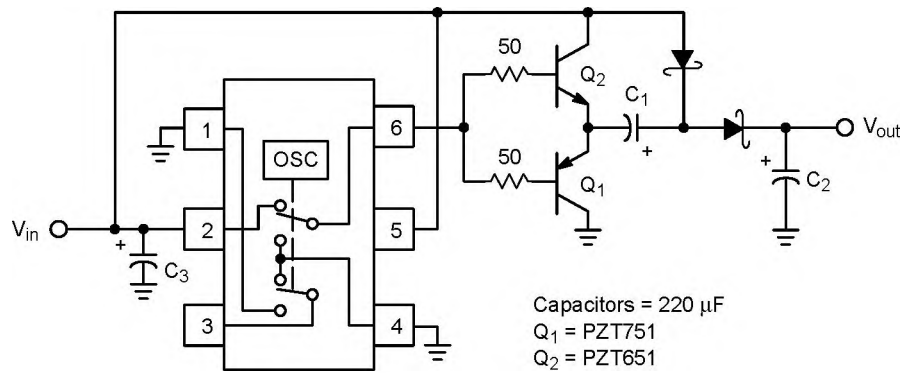 50
Q2
C1
+
Vout
1
6
OSC
50
Q1
+
C2
Vin
2
5
+
C3
3
4
Capacitors = 220 μF
Q1 = PZT751
Q2 = PZT651